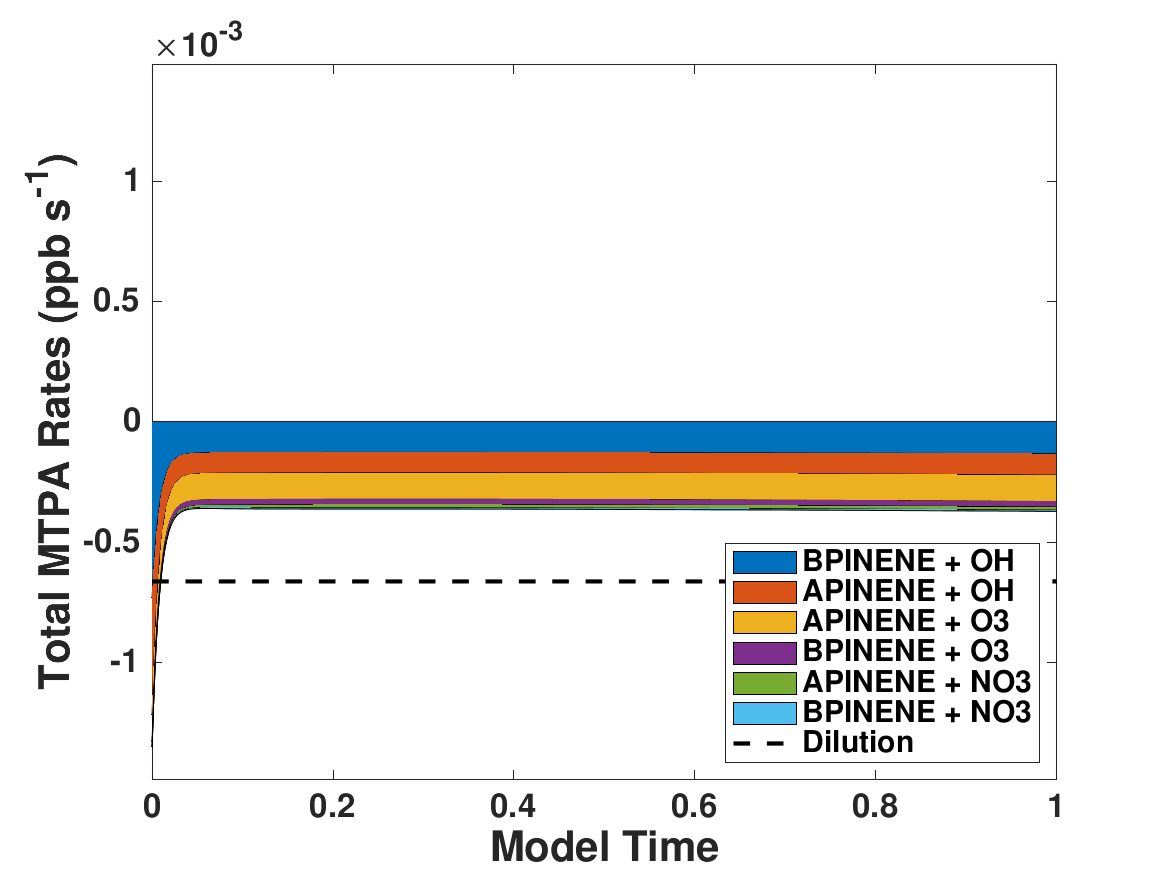 ×10-3
Total MTPA Rates (ppb s-1)
1
0.5
0
-0.5
-1
BPINENE + OH
APINENE + OH
APINENE + O3
BPINENE + O3
APINENE + NO3
BPINENE + NO3
Dilution
0 0.2 0.4 0.6 0.8 1
Model Time